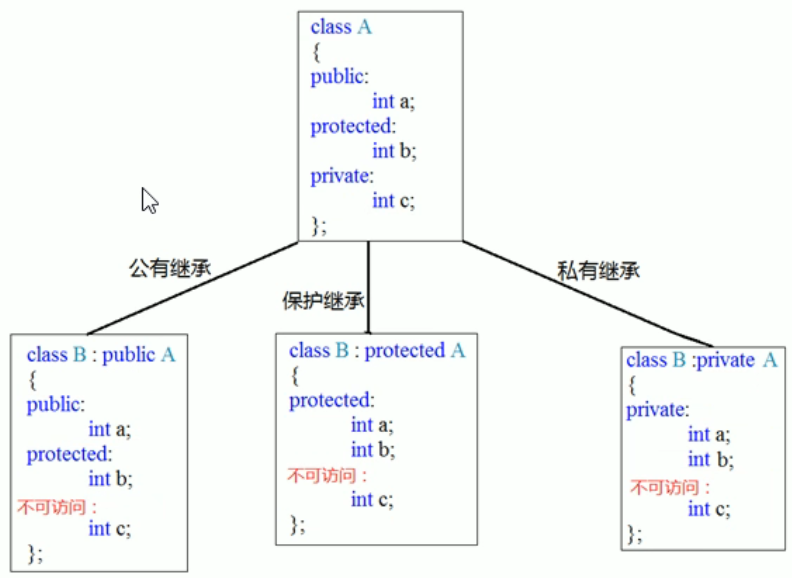 class A
{
public:
int a;
protected:
int b;
private:
int c;
};
公有继承
保护继承
私有继承
class B : public A
{
public:
int a;
protected:
int b;
不可访问：
int c;
};
class B : protected A
{
protected:
int a;
int b;
不可访问：
int c;
};
class B :private A
{
private:
int a;
int b;
不可访问：
int c;
};